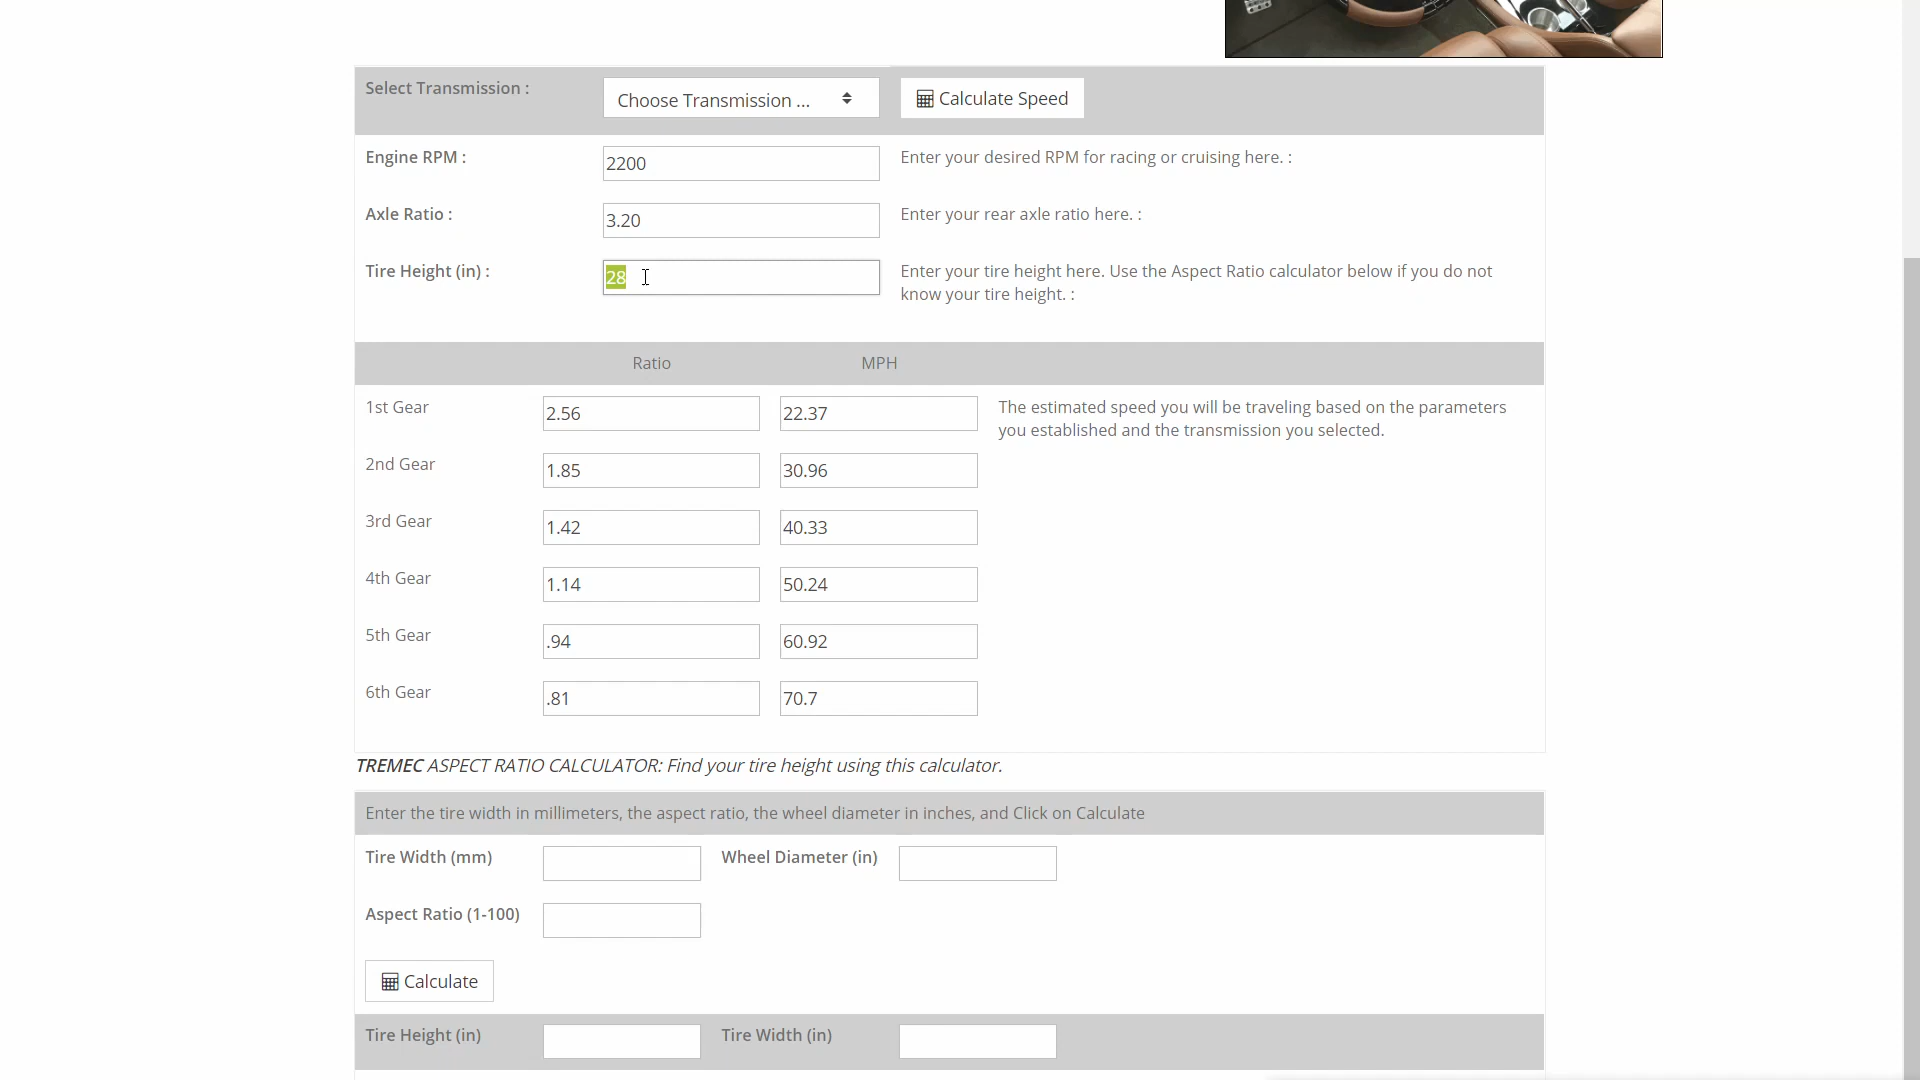 Select Transmission :
Choose Transmission ...
Calculate Speed
Engine RPM :
2200
Enter your desired RPM for racing or cruising here. :
Axle Ratio :
3.20
Enter your rear axle ratio here. :
Tire Height (in) :
28
Enter your tire height here. Use the Aspect Ratio calculator below if you do not
know your tire height. :
Ratio
MPH
1st Gear
2.56
22.37
The estimated speed you will be traveling based on the parameters
you established and the transmission you selected.
2nd Gear
1.85
30.96
3rd Gear
1.42
40.33
4th Gear
1.14
50.24
5th Gear
.94
60.92
6th Gear
.81
70.7
TREMEC ASPECT RATIO CALCULATOR: Find your tire height using this calculator.
Enter the tire width in millimeters, the aspect ratio, the wheel diameter in inches, and Click on Calculate
Tire Width (mm)
Wheel Diameter (in)
Aspect Ratio (1-100)
Calculate
Tire Height (in)
Tire Width (in)